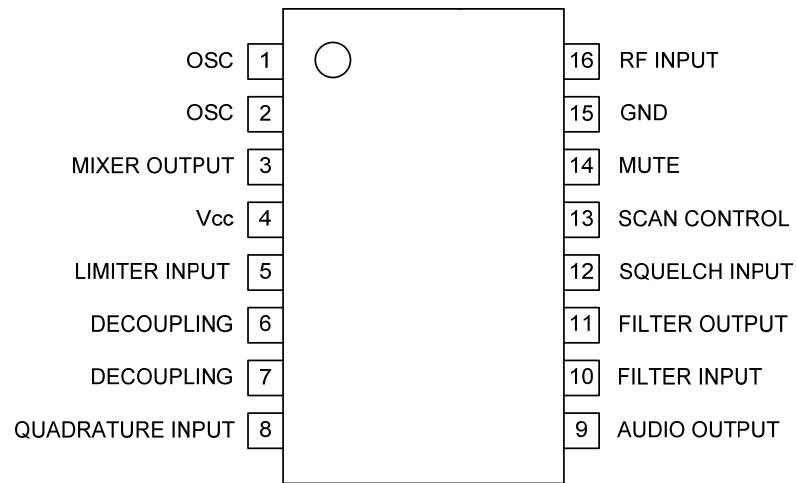 OSC 1 16 RF INPUT
OSC 2 15 GND
MIXER OUTPUT 3 14 MUTE
Vcc 4 13 SCAN CONTROL
LIMITER INPUT 5 12 SQUELCH INPUT
DECOUPLING 6 11 FILTER OUTPUT
DECOUPLING 7 10 FILTER INPUT
QUADRATURE INPUT 8 9 AUDIO OUTPUT